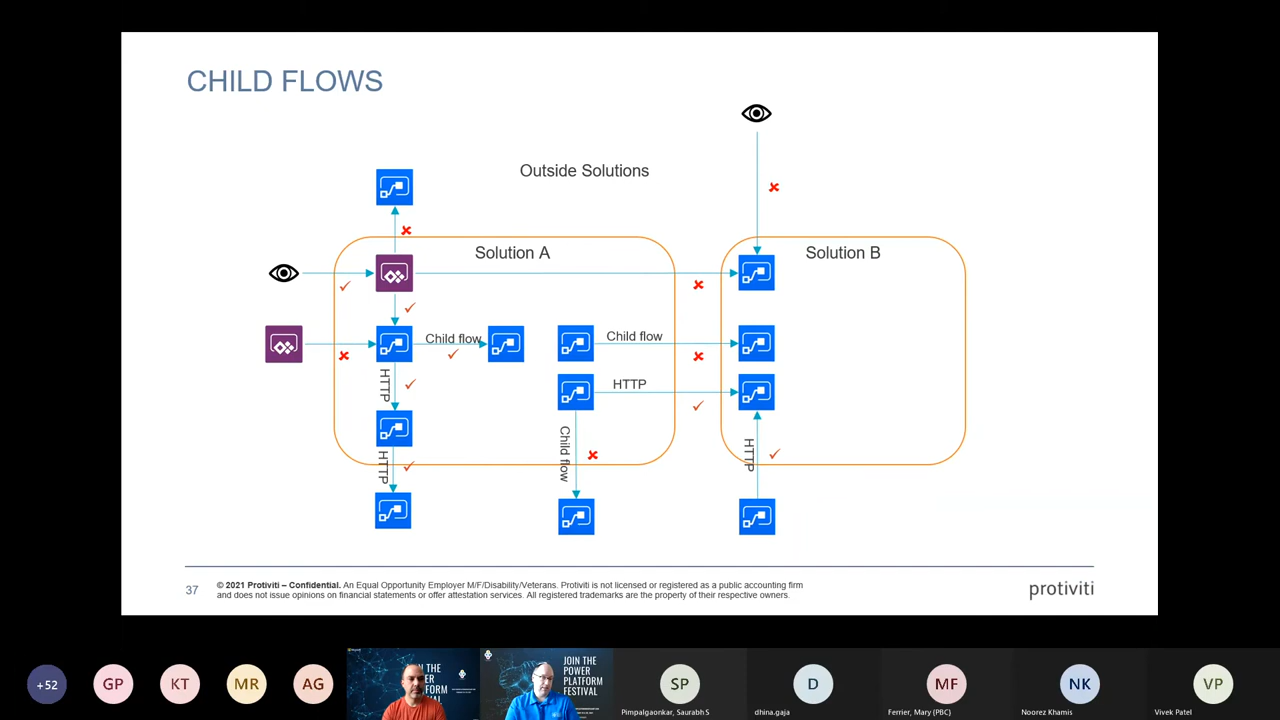 CHILD FLOWS
Outside Solutions
Solution A
Solution B
Child flow
Child flow
HTTP
HTTP
Child flow
HTTP
HTTP
37
© 2021 Protiviti – Confidential. An Equal Opportunity Employer M/F/Disability/Veterans. Protiviti is not licensed or registered as a public accounting firm
and does not issue opinions on financial statements or offer attestation services. All registered trademarks are the property of their respective owners.
protiviti
+52
GP
KT
MR
AG
JOIN THE
POWER
PLATFORM
FESTIVAL
SP
D
MF
NK
VP
Pimpalgaonkar, Saurabh S
dhina.gaja
Ferrier, Mary (PBC)
Noorez Khamis
Vivek Patel